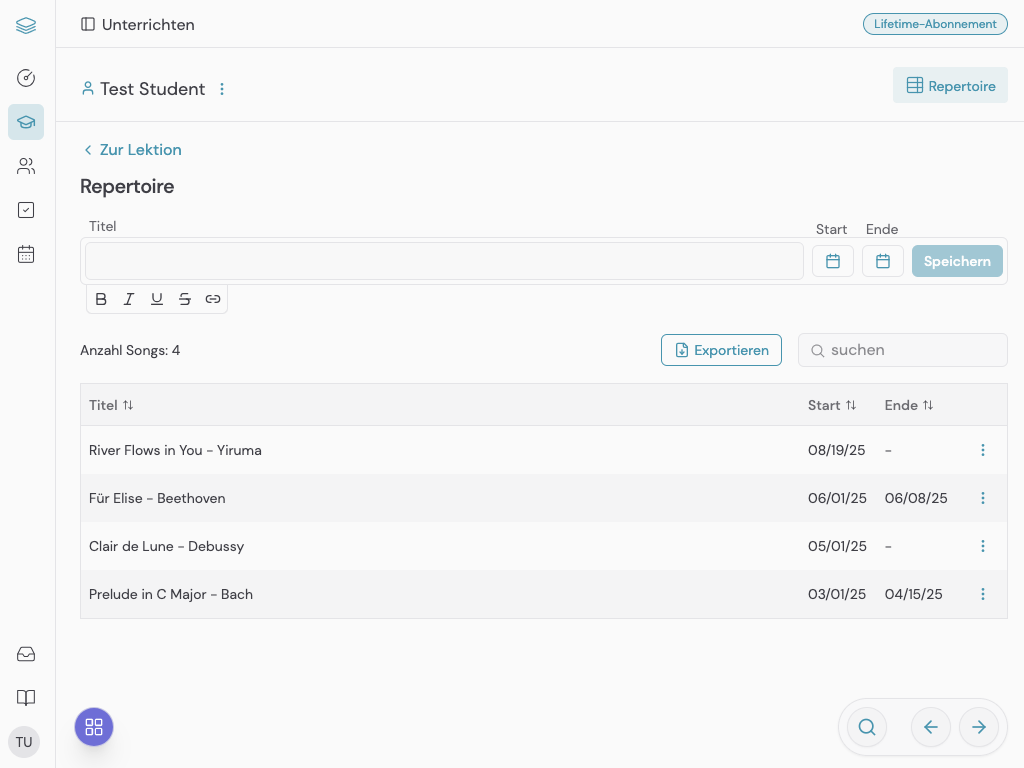 Unterrichten
Lifetime-Abonnement
Test Student
Repertoire
Zur Lektion
Repertoire
Titel
Start
Ende
Speichern
B I U S
Anzahl Songs: 4
Exportieren
suchen
Titel Start Ende
River Flows in You - Yiruma 08/19/25 -
Für Elise - Beethoven 06/01/25 06/08/25
Clair de Lune - Debussy 05/01/25 -
Prelude in C Major - Bach 03/01/25 04/15/25
TU